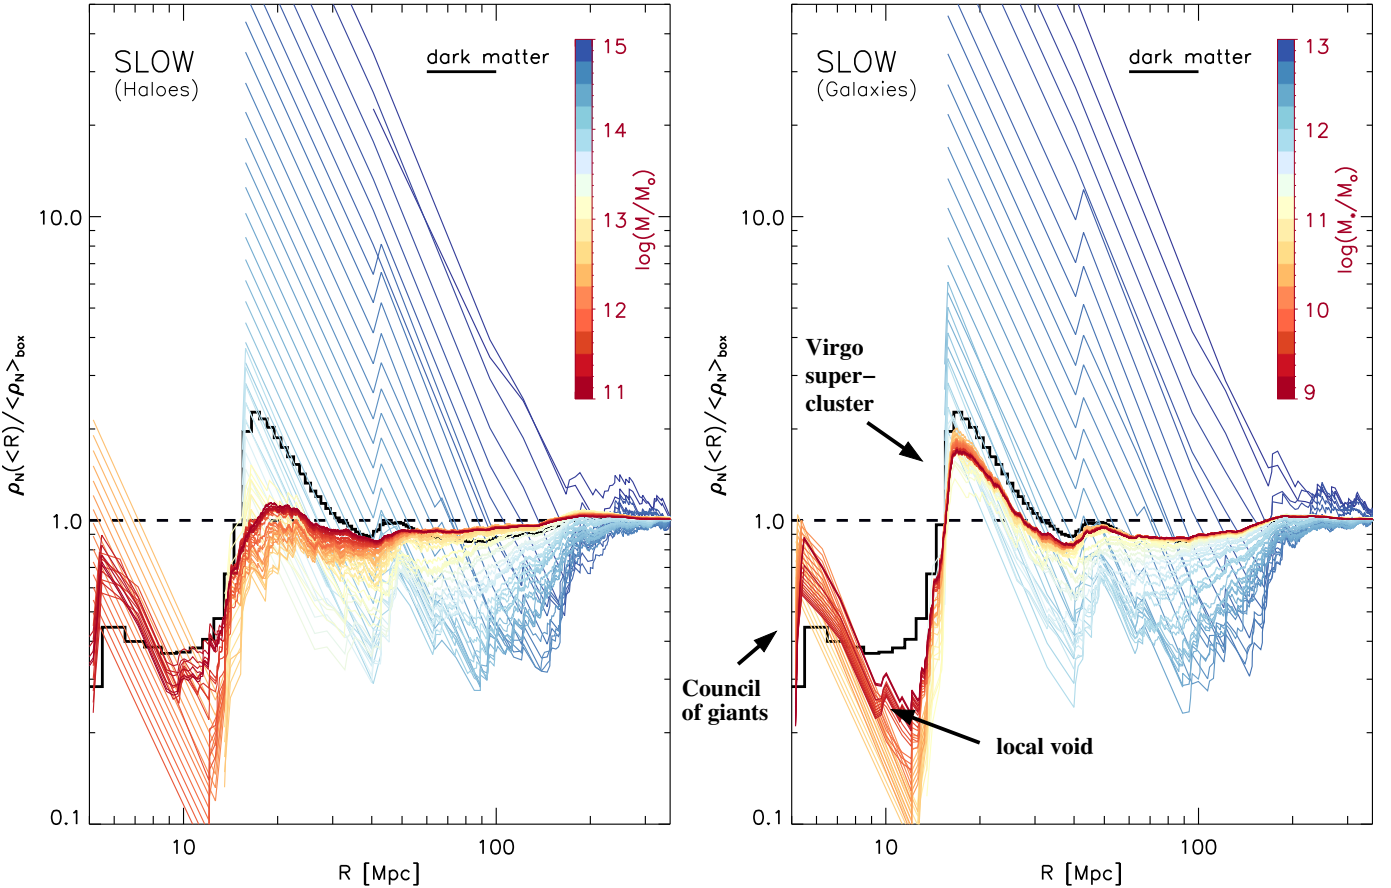 SLOW
(Haloes)
dark matter
15
14
13
12
11
log(M/M⊙)
10.0
1.0
0.1
ρN(<R)/<ρN>box
10
100
R [Mpc]
SLOW
(Galaxies)
dark matter
13
12
11
10
9
log(M*/M⊙)
10.0
1.0
0.1
ρN(<R)/<ρN>box
Virgo
super–
cluster
Council
of giants
local void
10
100
R [Mpc]